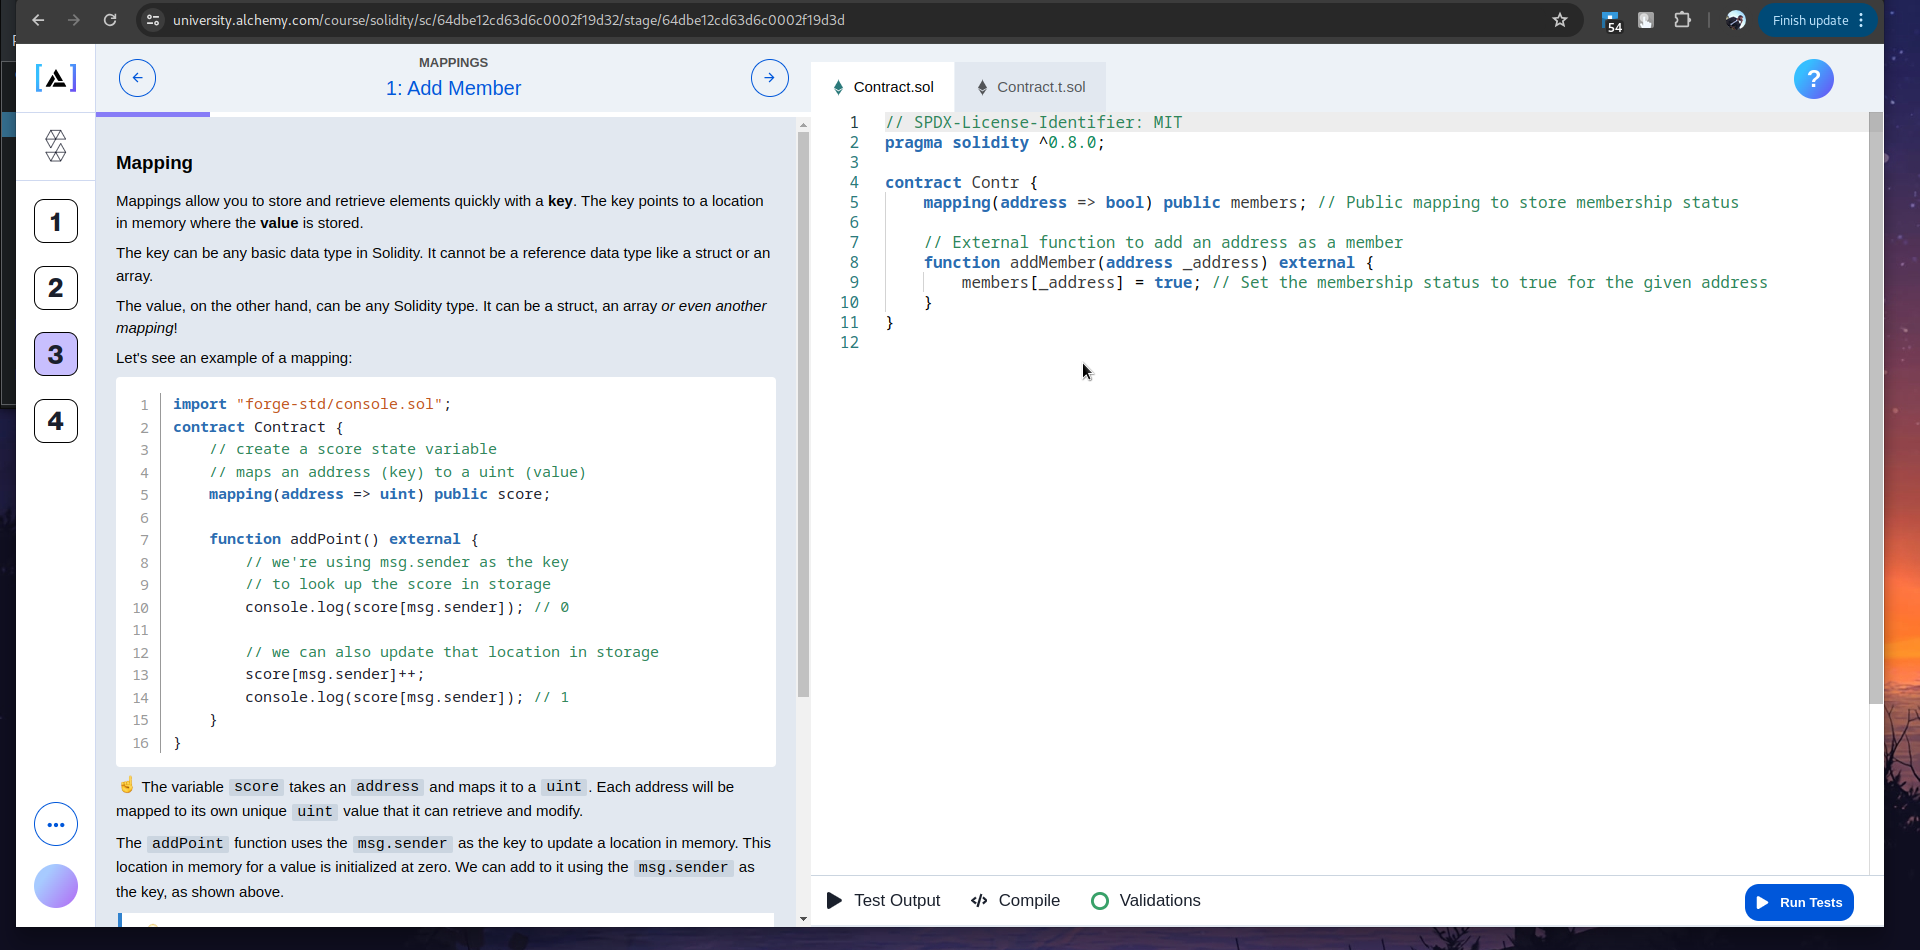 university.alchemy.com/course/solidity/sc/64dbe12cd63d6c0002f19d32/stage/64dbe12cd63d6c0002f19d3d
54
Finish update
MAPPINGS
1: Add Member
1
2
3
4
Mapping
Mappings allow you to store and retrieve elements quickly with a key. The key points to a location
in memory where the value is stored.
The key can be any basic data type in Solidity. It cannot be a reference data type like a struct or an
array.
The value, on the other hand, can be any Solidity type. It can be a struct, an array or even another
mapping!
Let's see an example of a mapping:
1 import "forge-std/console.sol";
2 contract Contract {
3 // create a score state variable
4 // maps an address (key) to a uint (value)
5 mapping(address => uint) public score;
6
7 function addPoint() external {
8 // we're using msg.sender as the key
9 // to look up the score in storage
10 console.log(score[msg.sender]); // 0
11
12 // we can also update that location in storage
13 score[msg.sender]++;
14 console.log(score[msg.sender]); // 1
15 }
16 }
☝ The variable score takes an address and maps it to a uint. Each address will be
mapped to its own unique uint value that it can retrieve and modify.
The addPoint function uses the msg.sender as the key to update a location in memory. This
location in memory for a value is initialized at zero. We can add to it using the msg.sender as
the key, as shown above.
Contract.sol
Contract.t.sol
?
1 // SPDX-License-Identifier: MIT
2 pragma solidity ^0.8.0;
3
4 contract Contr {
5 mapping(address => bool) public members; // Public mapping to store membership status
6
7 // External function to add an address as a member
8 function addMember(address _address) external {
9 members[_address] = true; // Set the membership status to true for the given address
10 }
11 }
12
Test Output
</> Compile
Validations
Run Tests